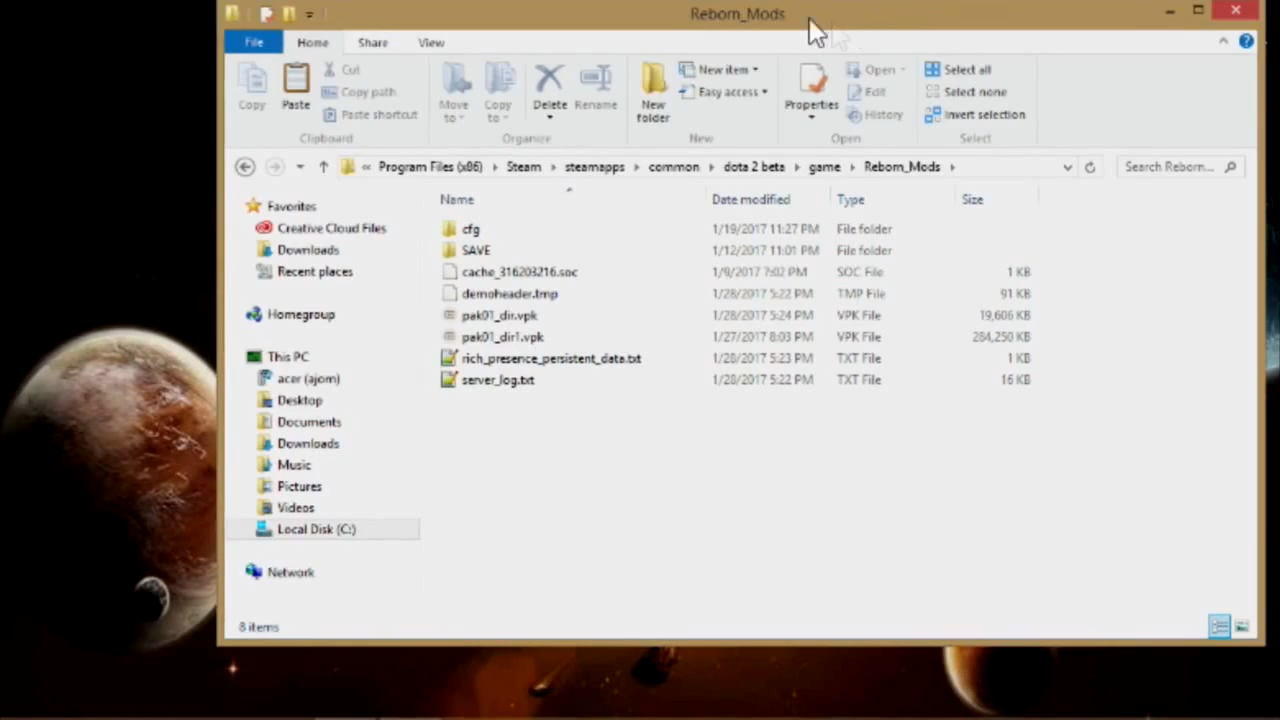 Reborn_Mods
File Home Share View
Copy Paste Cut Copy path Paste shortcut Clipboard
Move to Copy to Delete Rename Organize
New folder New item Easy access New
Properties Open Edit History Open
Select all Select none Invert selection Select
« Program Files (x86) Steam steamapps common dota 2 beta game Reborn_Mods Search Reborn...
Name Date modified Type Size
cfg 1/19/2017 11:27 PM File folder
SAVE 1/12/2017 11:01 PM File folder
cache_316203216.soc 1/9/2017 7:02 PM SOC File 1 KB
demoheader.tmp 1/28/2017 5:22 PM TMP File 91 KB
pak01_dir.vpk 1/28/2017 5:24 PM VPK File 19,606 KB
pak01_dir1.vpk 1/27/2017 8:03 PM VPK File 284,250 KB
rich_presence_persistent_data.txt 1/28/2017 5:23 PM TXT File 1 KB
server_log.txt 1/28/2017 5:22 PM TXT File 16 KB
Favorites
Creative Cloud Files
Downloads
Recent places
Homegroup
This PC
acer (ajom)
Desktop
Documents
Downloads
Music
Pictures
Videos
Local Disk (C:)
Network
8 items